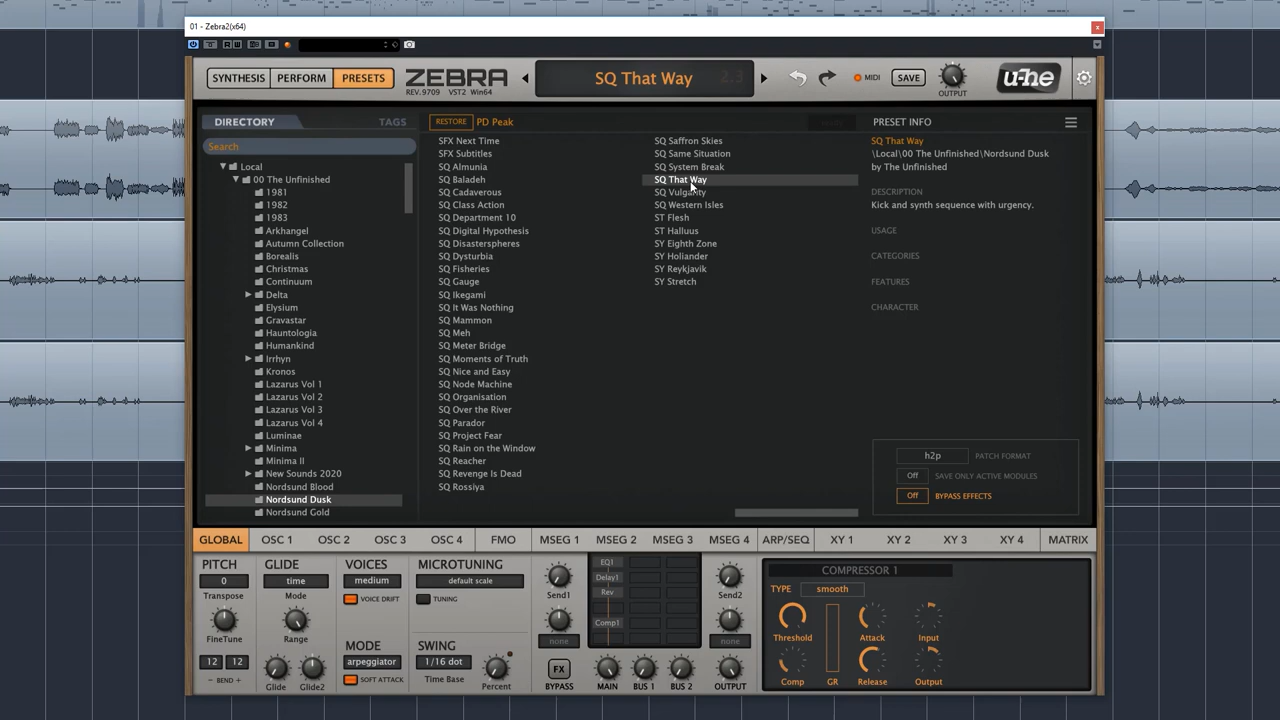 01 - Zebra2(x64)
SYNTHESIS PERFORM PRESETS
ZEBRA
REV.9709 VST2 Win64
SQ That Way 2.3
MIDI SAVE OUTPUT
u-he
DIRECTORY TAGS
Search
Local
00 The Unfinished
1981
1982
1983
Arkhangel
Autumn Collection
Borealis
Christmas
Continuum
Delta
Elysium
Gravastar
Hauntologia
Humankind
Irrhyn
Kronos
Lazarus Vol 1
Lazarus Vol 2
Lazarus Vol 3
Lazarus Vol 4
Luminae
Minima
Minima II
New Sounds 2020
Nordsund Blood
Nordsund Dusk
Nordsund Gold
RESTORE PD Peak
SFX Next Time
SFX Subtitles
SQ Almunia
SQ Baladeh
SQ Cadaverous
SQ Class Action
SQ Department 10
SQ Digital Hypothesis
SQ Disasterspheres
SQ Dysturbia
SQ Fisheries
SQ Gauge
SQ Ikegami
SQ It Was Nothing
SQ Mammon
SQ Meh
SQ Meter Bridge
SQ Moments of Truth
SQ Nice and Easy
SQ Node Machine
SQ Organisation
SQ Over the River
SQ Parador
SQ Project Fear
SQ Rain on the Window
SQ Reacher
SQ Revenge Is Dead
SQ Rossiya
SQ Saffron Skies
SQ Same Situation
SQ System Break
SQ That Way
SQ Vulgarity
SQ Western Isles
ST Flesh
ST Halluus
SY Eighth Zone
SY Holiander
SY Reykjavik
SY Stretch
PRESET INFO
SQ That Way
\Local\00 The Unfinished\Nordsund Dusk
by The Unfinished
DESCRIPTION
Kick and synth sequence with urgency.
USAGE
CATEGORIES
FEATURES
CHARACTER
h2p PATCH FORMAT
Off SAVE ONLY ACTIVE MODULES
Off BYPASS EFFECTS
GLOBAL OSC 1 OSC 2 OSC 3 OSC 4 FMO MSEG 1 MSEG 2 MSEG 3 MSEG 4 ARP/SEQ XY 1 XY 2 XY 3 XY 4 MATRIX
PITCH
0
Transpose
FineTune
12 12
- BEND +
GLIDE
time
Mode
Range
Glide Glide2
VOICES
medium
VOICE DRIFT
MODE
arpeggiator
SOFT ATTACK
MICROTUNING
default scale
TUNING
SWING
1/16 dot
Time Base Percent
Send1
none
FX
BYPASS
EQ1
Delay1
Rev
Comp1
MAIN BUS 1 BUS 2
Send2
none
OUTPUT
COMPRESSOR 1
TYPE smooth
Threshold Attack Input
Comp GR Release Output